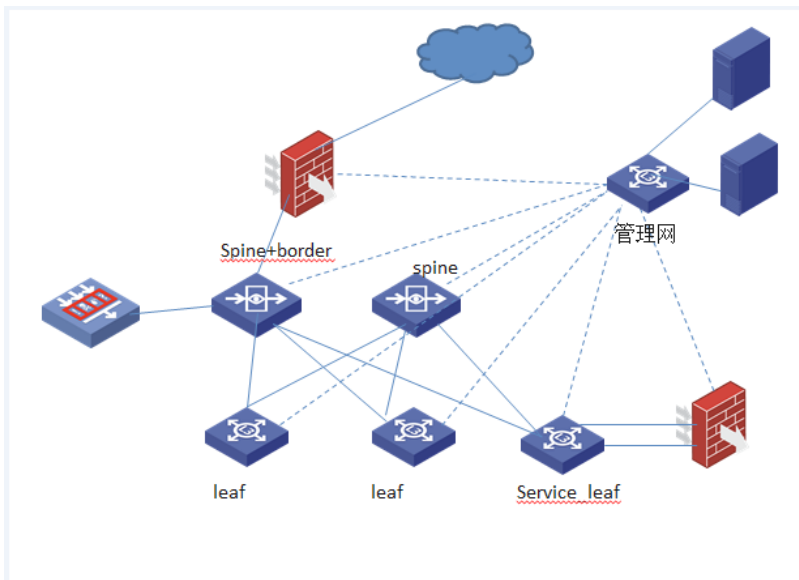 管理网
Spine+border
spine
leaf
leaf
Service_leaf